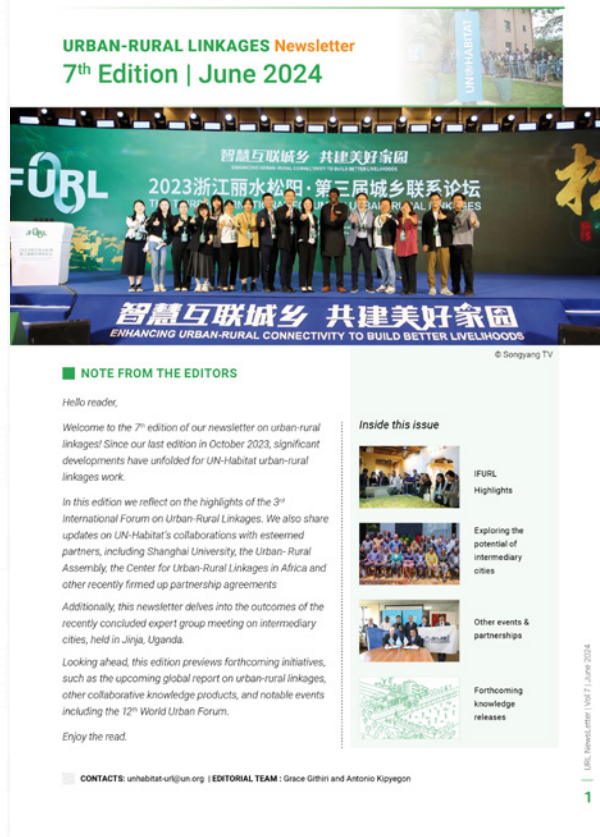 URBAN-RURAL LINKAGES Newsletter
7th Edition | June 2024
UN HABITAT
智慧互联城乡 共建美好家园
ENHANCING URBAN-RURAL CONNECTIVITY TO BUILD BETTER LIVELIHOODS
2023浙江丽水松阳·第三届城乡联系论坛
URBAN-RURAL LINKAGES
IFURL
智慧互联城乡 共建美好家园
ENHANCING URBAN-RURAL CONNECTIVITY TO BUILD BETTER LIVELIHOODS
© Songyang TV
NOTE FROM THE EDITORS
Hello reader,
Welcome to the 7th edition of our newsletter on urban-rural
linkages! Since our last edition in October 2023, significant
developments have unfolded for UN-Habitat urban-rural
linkages work.
In this edition we reflect on the highlights of the 3rd
International Forum on Urban-Rural Linkages. We also share
updates on UN-Habitat's collaborations with esteemed
partners, including Shanghai University, the Urban- Rural
Assembly, the Center for Urban-Rural Linkages in Africa and
other recently firmed up partnership agreements
Additionally, this newsletter delves into the outcomes of the
recently concluded expert group meeting on intermediary
cities, held in Jinja, Uganda.
Looking ahead, this edition previews forthcoming initiatives,
such as the upcoming global report on urban-rural linkages,
other collaborative knowledge products, and notable events
including the 12th World Urban Forum.
Enjoy the read.
Inside this issue
IFURL
Highlights
Exploring the
potential of
intermediary
cities
Other events &
partnerships
Forthcoming
knowledge
releases
CONTACTS: unhabitat-url@un.org | EDITORIAL TEAM : Grace Githiri and Antonio Kipyegon
URL NewsLetter | Vol 7 | June 2024
1